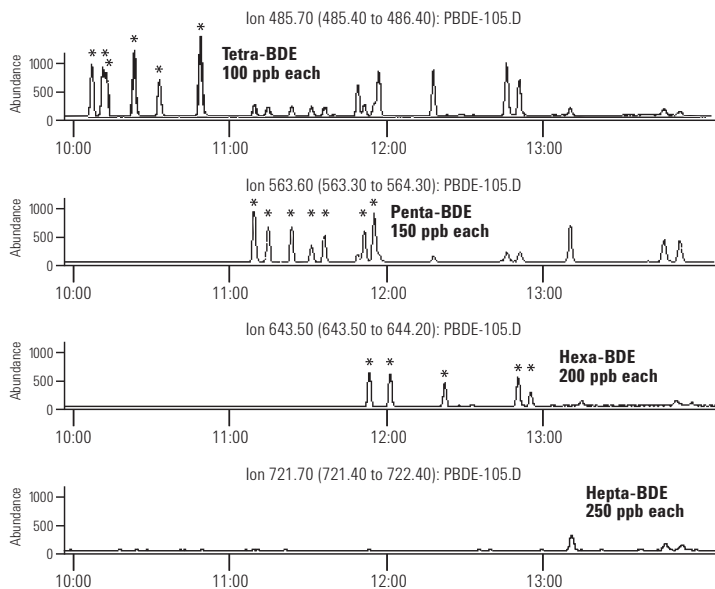 Ion 485.70 (485.40 to 486.40): PBDE-105.D
Abundance
1000
500
0
* * * * * *
Tetra-BDE
100 ppb each
10:00 11:00 12:00 13:00
Ion 563.60 (563.30 to 564.30): PBDE-105.D
Abundance
1000
500
0
* * * * * * *
Penta-BDE
150 ppb each
10:00 11:00 12:00 13:00
Ion 643.50 (643.50 to 644.20): PBDE-105.D
Abundance
1000
500
0
* * * * *
Hexa-BDE
200 ppb each
10:00 11:00 12:00 13:00
Ion 721.70 (721.40 to 722.40): PBDE-105.D
Abundance
1000
500
0
Hepta-BDE
250 ppb each
10:00 11:00 12:00 13:00